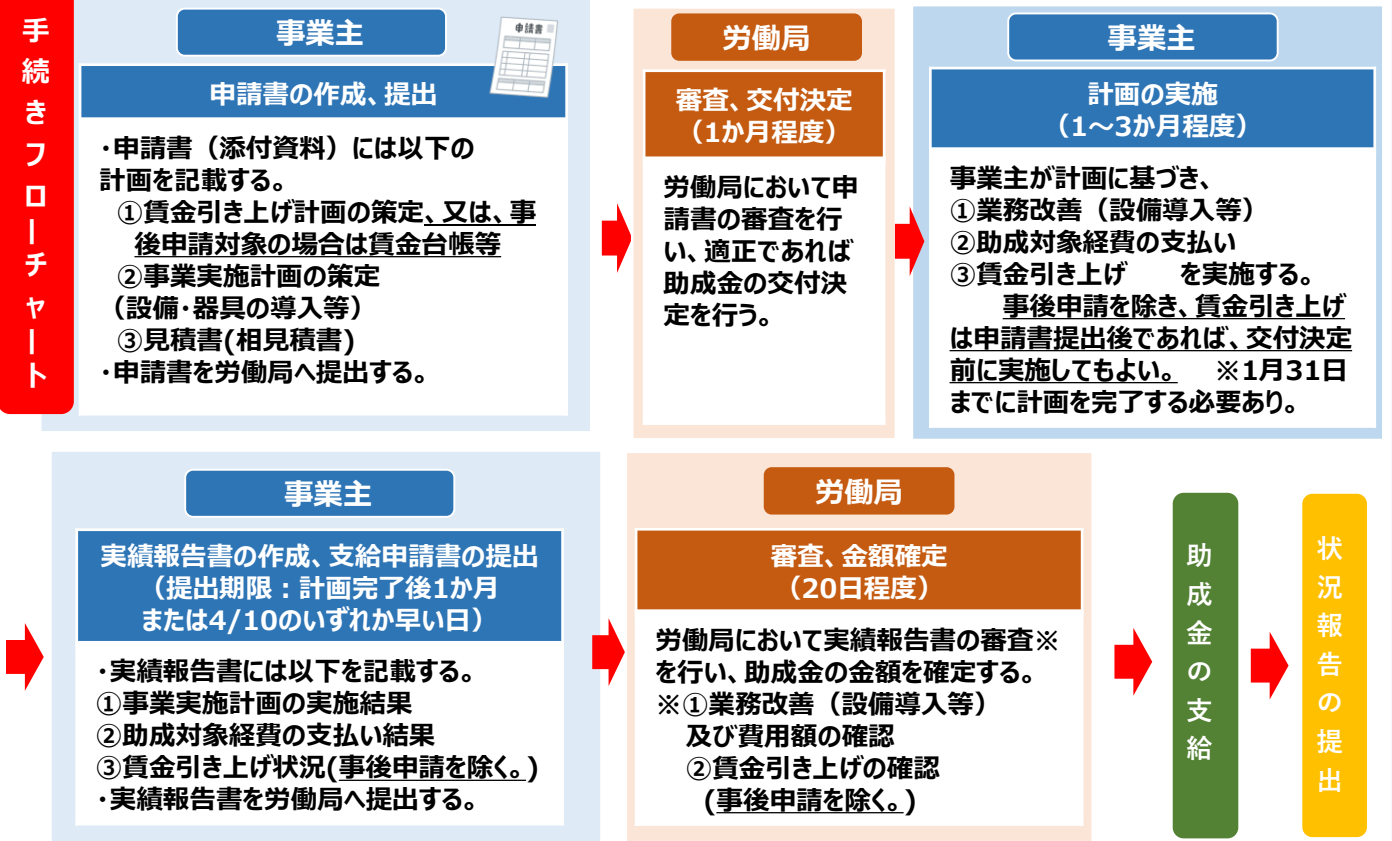 手続きフローチャート
事業主
申請書
申請書の作成、提出
・申請書（添付資料）には以下の
計画を記載する。
①賃金引き上げ計画の策定、又は、事
後申請対象の場合は賃金台帳等
②事業実施計画の策定
（設備・器具の導入等）
③見積書(相見積書)
・申請書を労働局へ提出する。
労働局
審査、交付決定
（1か月程度）
労働局において申
請書の審査を行
い、適正であれば
助成金の交付決
定を行う。
事業主
計画の実施
（1～3か月程度）
事業主が計画に基づき、
①業務改善（設備導入等）
②助成対象経費の支払い
③賃金引き上げ　　を実施する。
事後申請を除き、賃金引き上げ
は申請書提出後であれば、交付決定
前に実施してもよい。　※1月31日
までに計画を完了する必要あり。
事業主
実績報告書の作成、支給申請書の提出
（提出期限：計画完了後1か月
または4/10のいずれか早い日）
・実績報告書には以下を記載する。
①事業実施計画の実施結果
②助成対象経費の支払い結果
③賃金引き上げ状況(事後申請を除く。)
・実績報告書を労働局へ提出する。
労働局
審査、金額確定
（20日程度）
労働局において実績報告書の審査※
を行い、助成金の金額を確定する。
※①業務改善（設備導入等）
及び費用額の確認
②賃金引き上げの確認
(事後申請を除く。)
助成金の支給
状況報告の提出